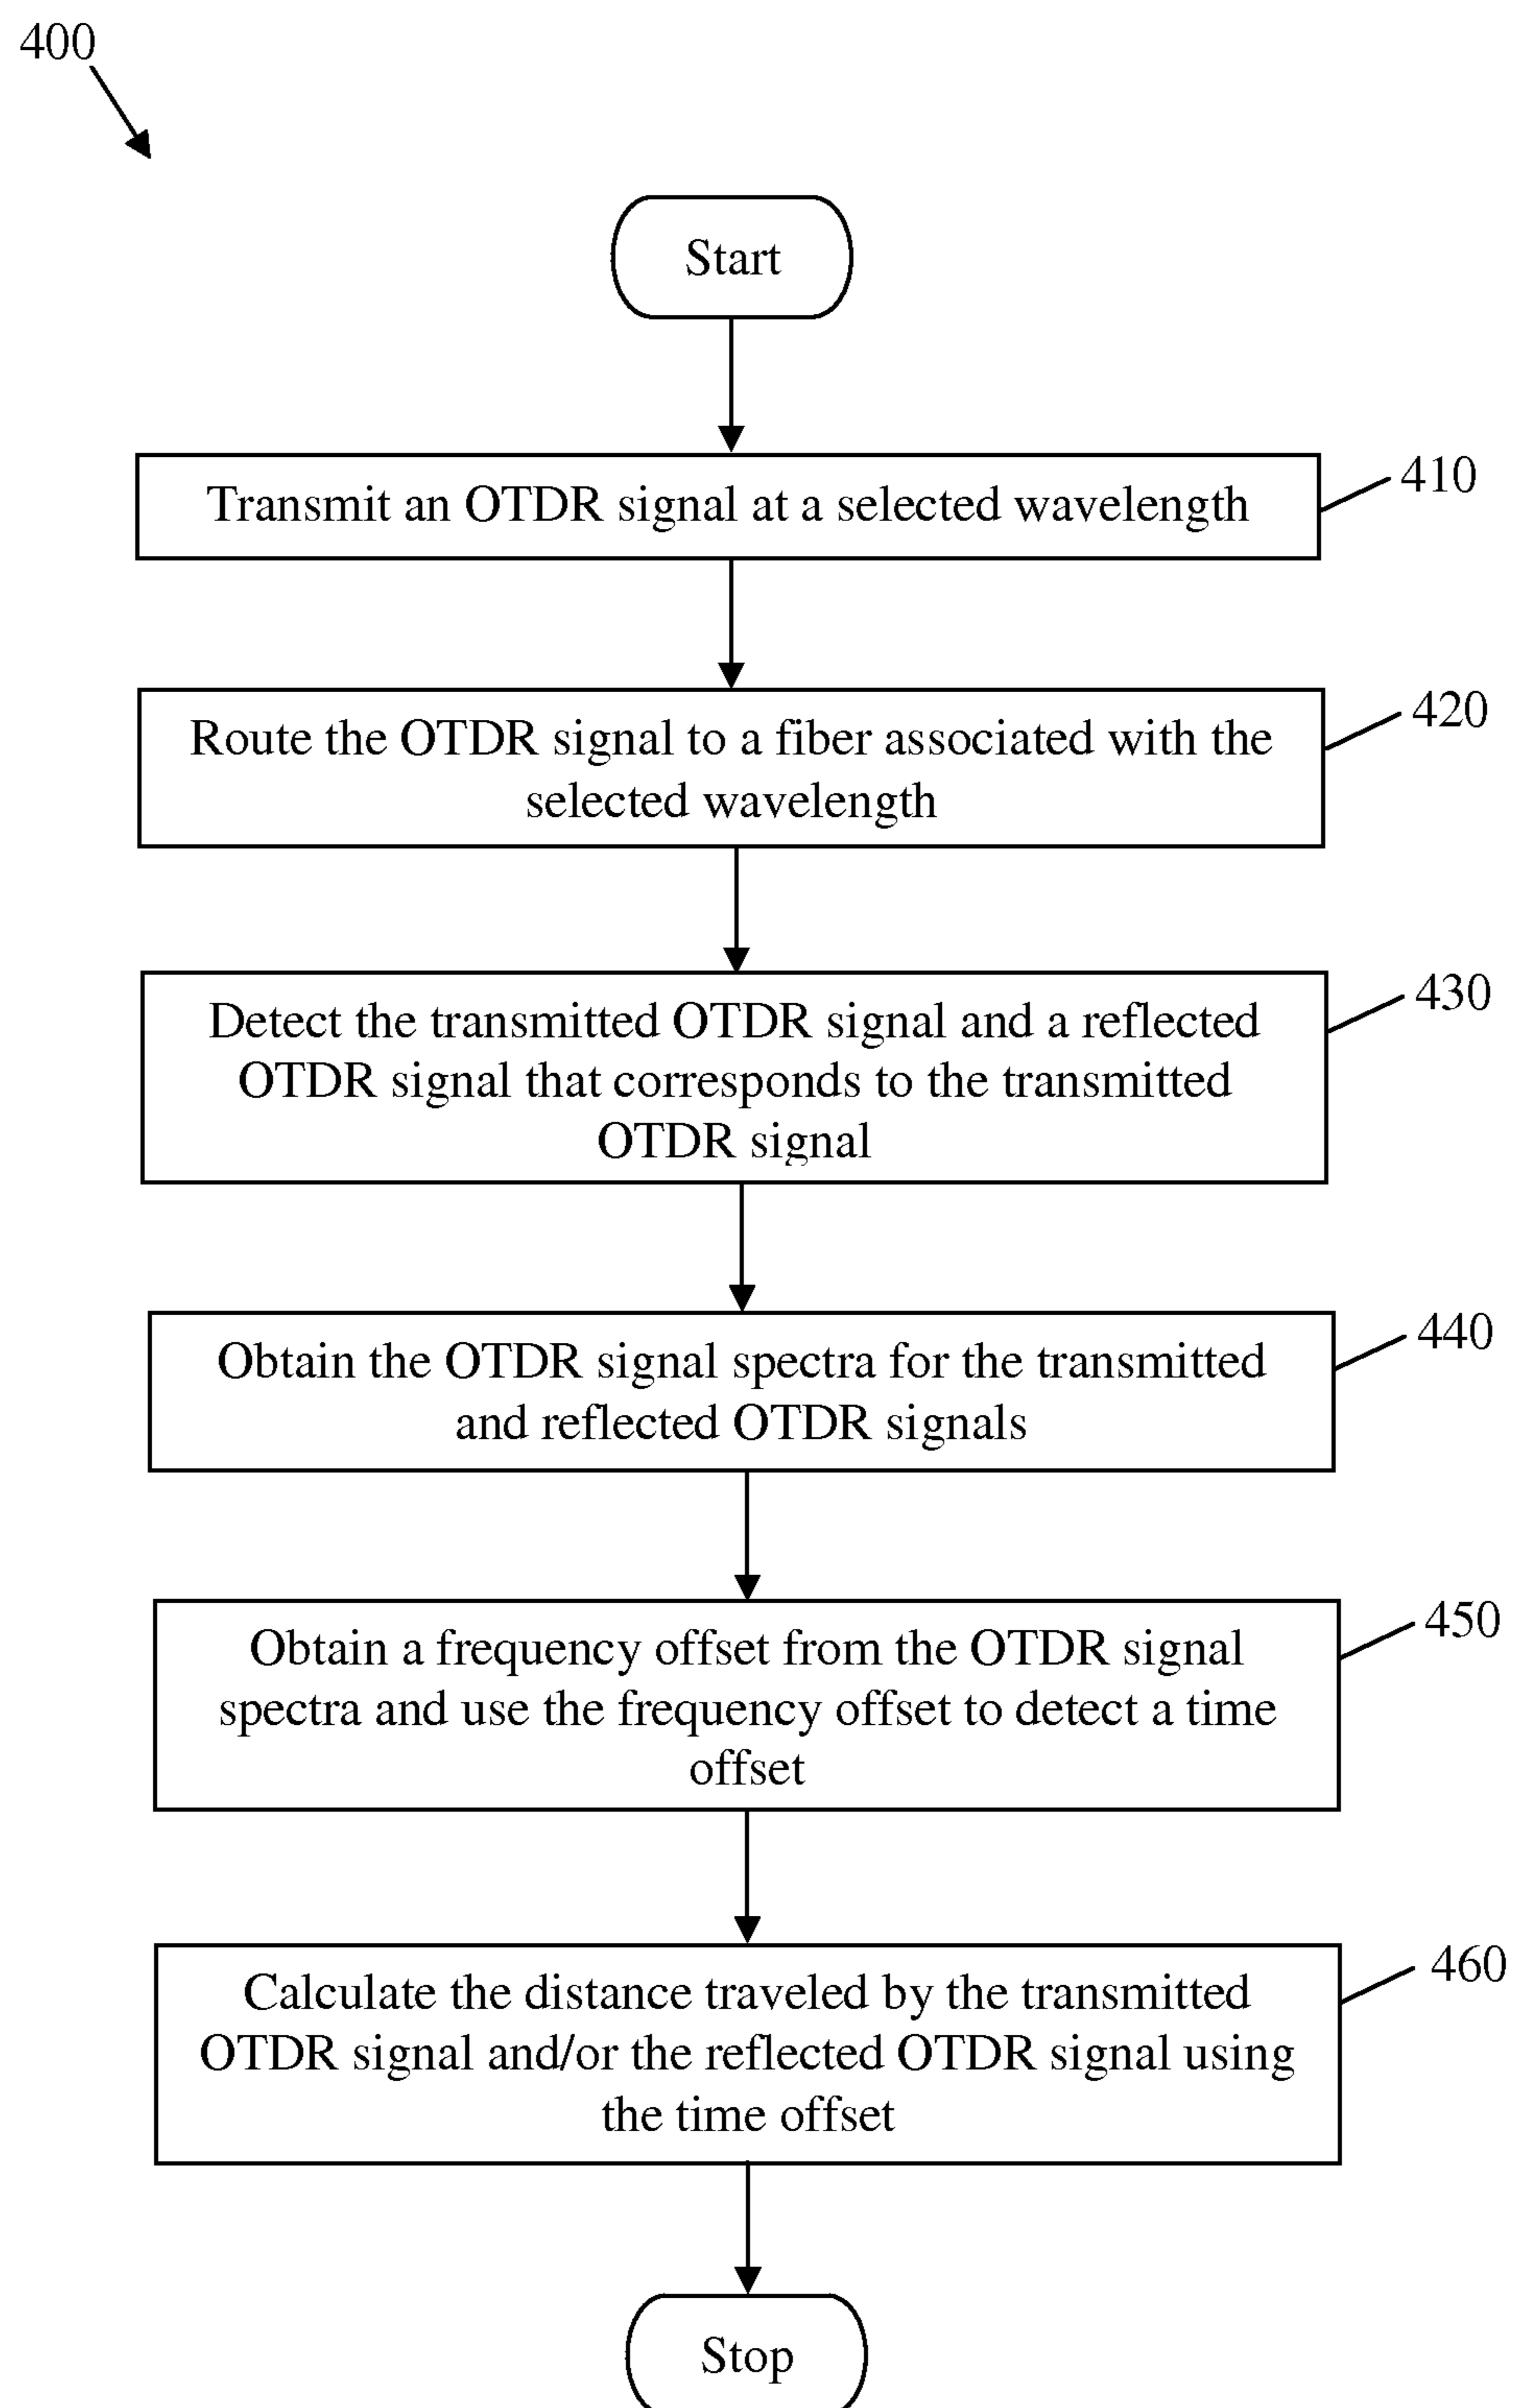 400
Start
Transmit an OTDR signal at a selected wavelength
410
Route the OTDR signal to a fiber associated with the
selected wavelength
420
Detect the transmitted OTDR signal and a reflected
OTDR signal that corresponds to the transmitted
OTDR signal
430
Obtain the OTDR signal spectra for the transmitted
and reflected OTDR signals
440
Obtain a frequency offset from the OTDR signal
spectra and use the frequency offset to detect a time
offset
450
Calculate the distance traveled by the transmitted
OTDR signal and/or the reflected OTDR signal using
the time offset
460
Stop